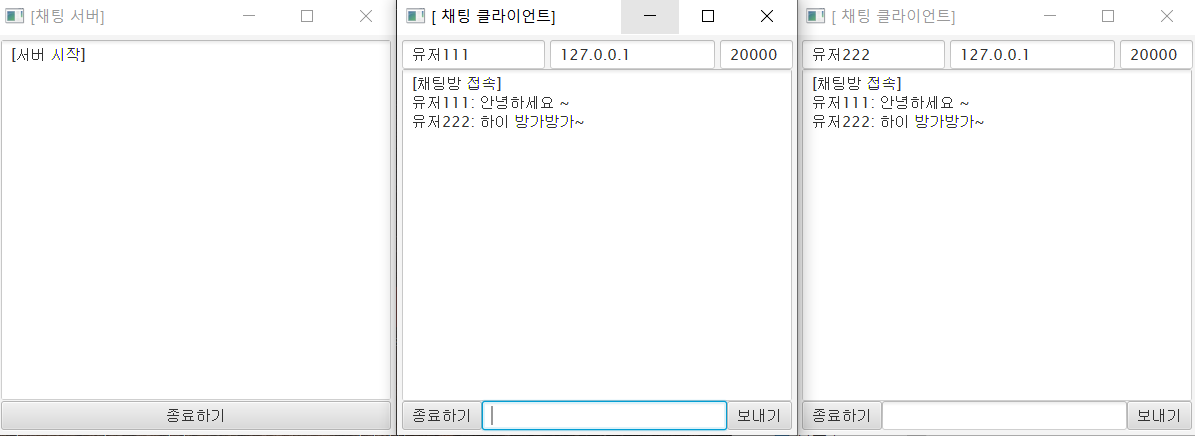 [채팅 서버]
[서버 시작]
종료하기
[ 채팅 클라이언트]
유저111
127.0.0.1
20000
[채팅방 접속]
유저111: 안녕하세요 ~
유저222: 하이 방가방가~
종료하기
보내기
[ 채팅 클라이언트]
유저222
127.0.0.1
20000
[채팅방 접속]
유저111: 안녕하세요 ~
유저222: 하이 방가방가~
종료하기
보내기